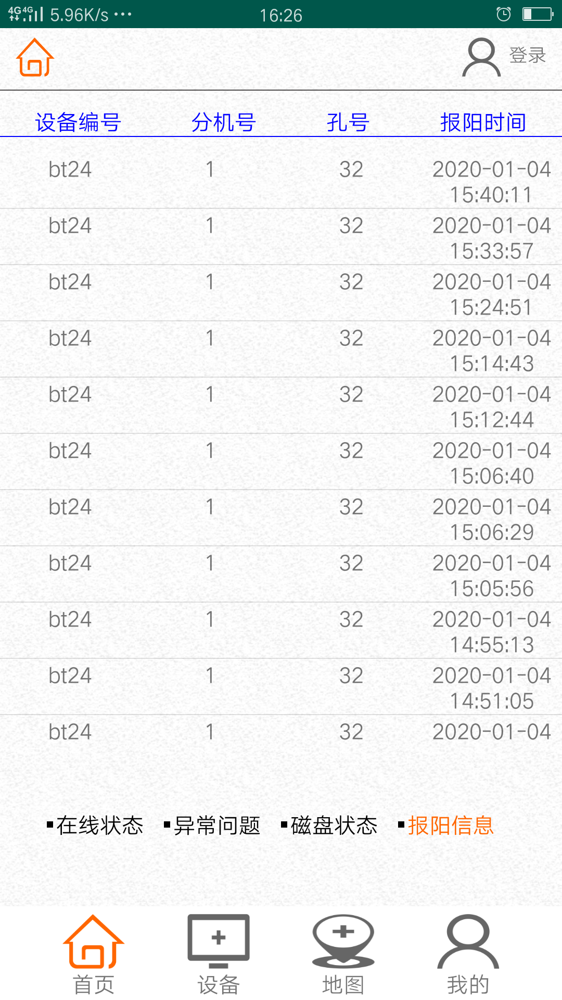 4G 4G 5.96K/s ··· 16:26
登录
设备编号 分机号 孔号 报阳时间
bt24 1 32 2020-01-04
15:40:11
bt24 1 32 2020-01-04
15:33:57
bt24 1 32 2020-01-04
15:24:51
bt24 1 32 2020-01-04
15:14:43
bt24 1 32 2020-01-04
15:12:44
bt24 1 32 2020-01-04
15:06:40
bt24 1 32 2020-01-04
15:06:29
bt24 1 32 2020-01-04
15:05:56
bt24 1 32 2020-01-04
14:55:13
bt24 1 32 2020-01-04
14:51:05
bt24 1 32 2020-01-04
▪在线状态 ▪异常问题 ▪磁盘状态 ▪报阳信息
首页 设备 地图 我的